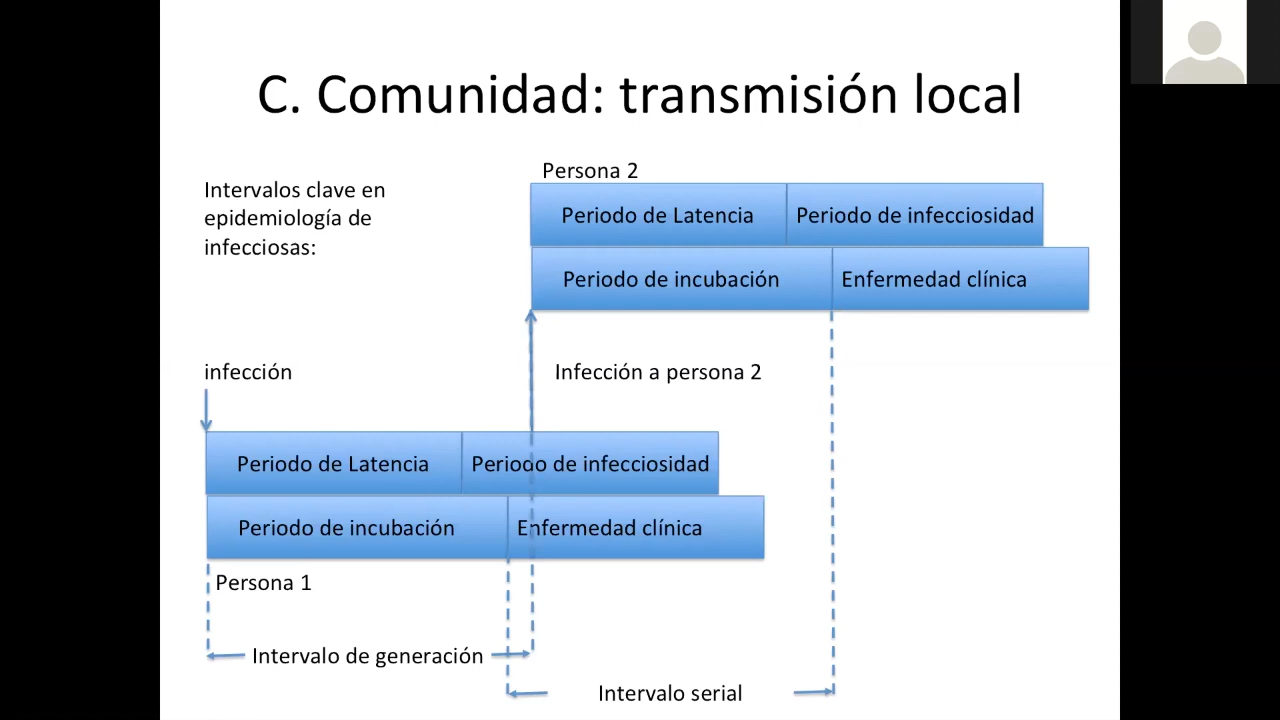 C. Comunidad: transmisión local
Persona 2
Intervalos clave en
epidemiología de
infecciosas:
Periodo de Latencia
Periodo de infecciosidad
Periodo de incubación
Enfermedad clínica
infección
Infección a persona 2
Periodo de Latencia
Periodo de infecciosidad
Periodo de incubación
Enfermedad clínica
Persona 1
Intervalo de generación
Intervalo serial